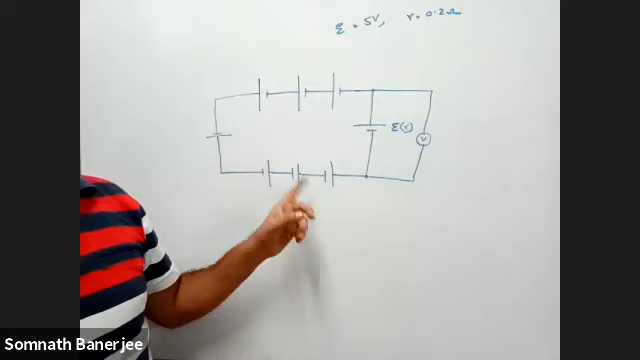 ε = 5V, r = 0.2Ω
ε(r)
V
Somnath Banerjee